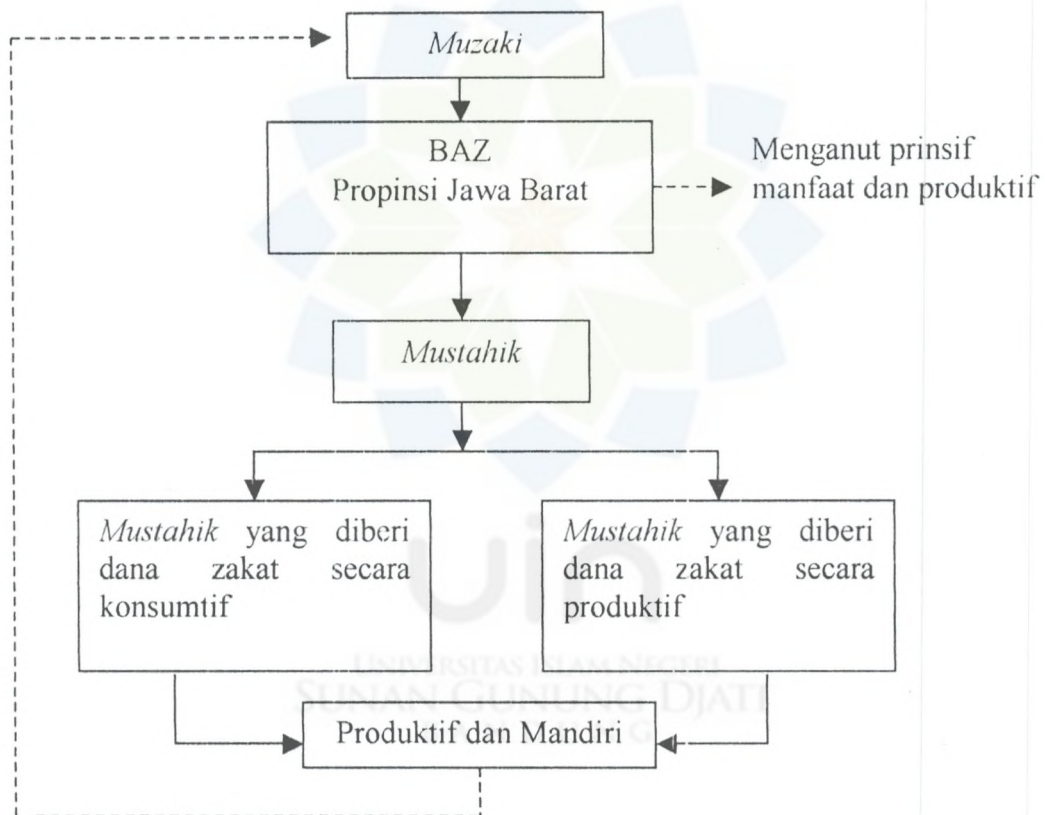 Muzaki
BAZ
Propinsi Jawa Barat
Menganut prinsif
manfaat dan produktif
Mustahik
Mustahik yang diberi
dana zakat secara
konsumtif
Mustahik yang diberi
dana zakat secara
produktif
uin
UNIVERSITAS ISLAM NEGERI
SUNAN GUNUNG DJATI
Produktif dan Mandiri